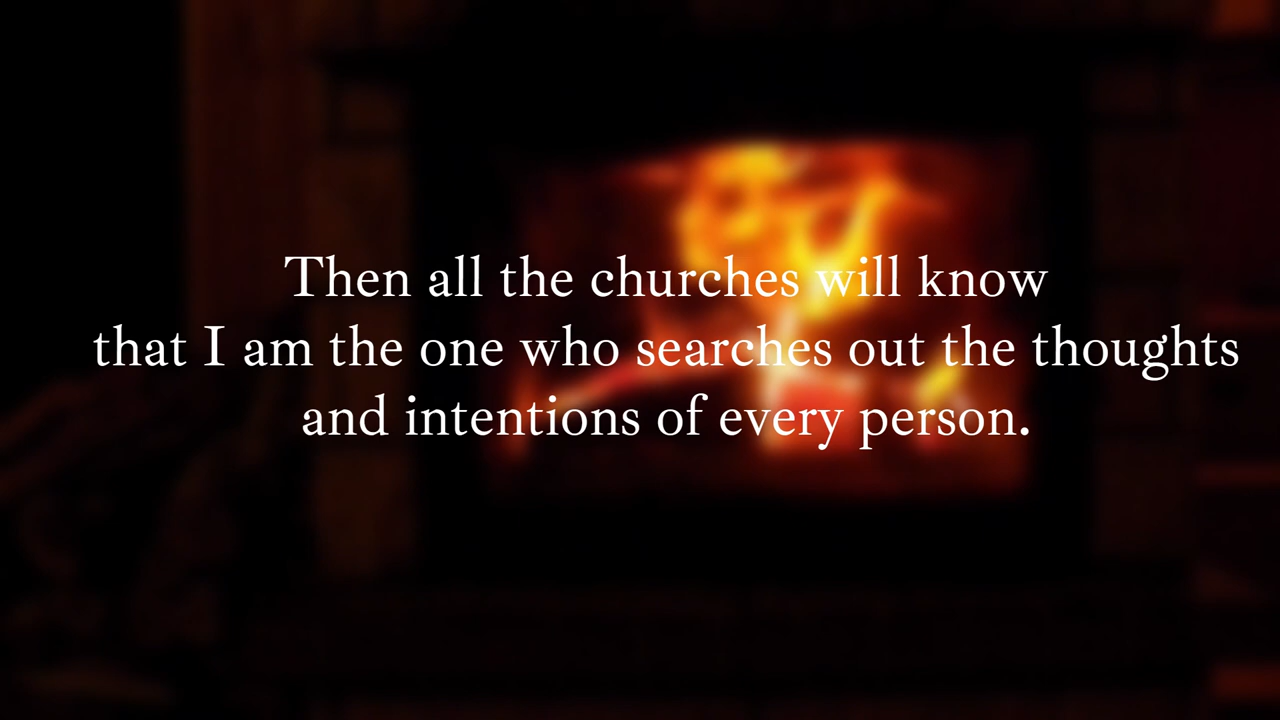 Then all the churches will know
that I am the one who searches out the thoughts
and intentions of every person.